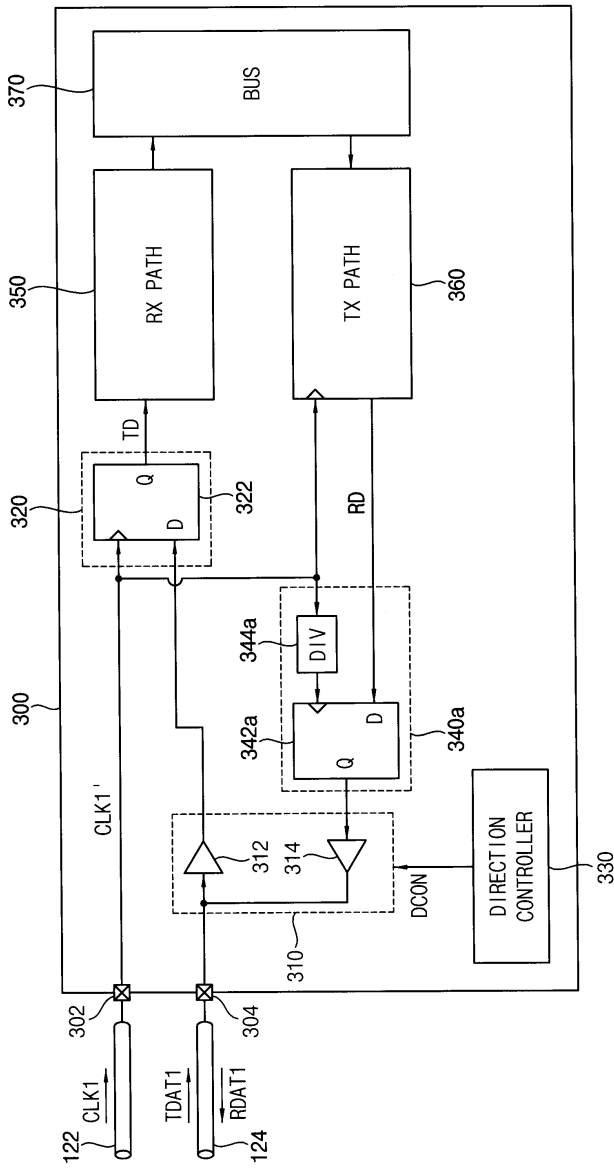 300
302
304
122
124
CLK1
TDAT1
RDAT1
CLK1'
310
312
314
DCON
DIRECTION
CONTROLLER
330
320
322
D
Q
TD
350
RX PATH
370
BUS
TX PATH
360
RD
340a
342a
344a
DIV
D
Q